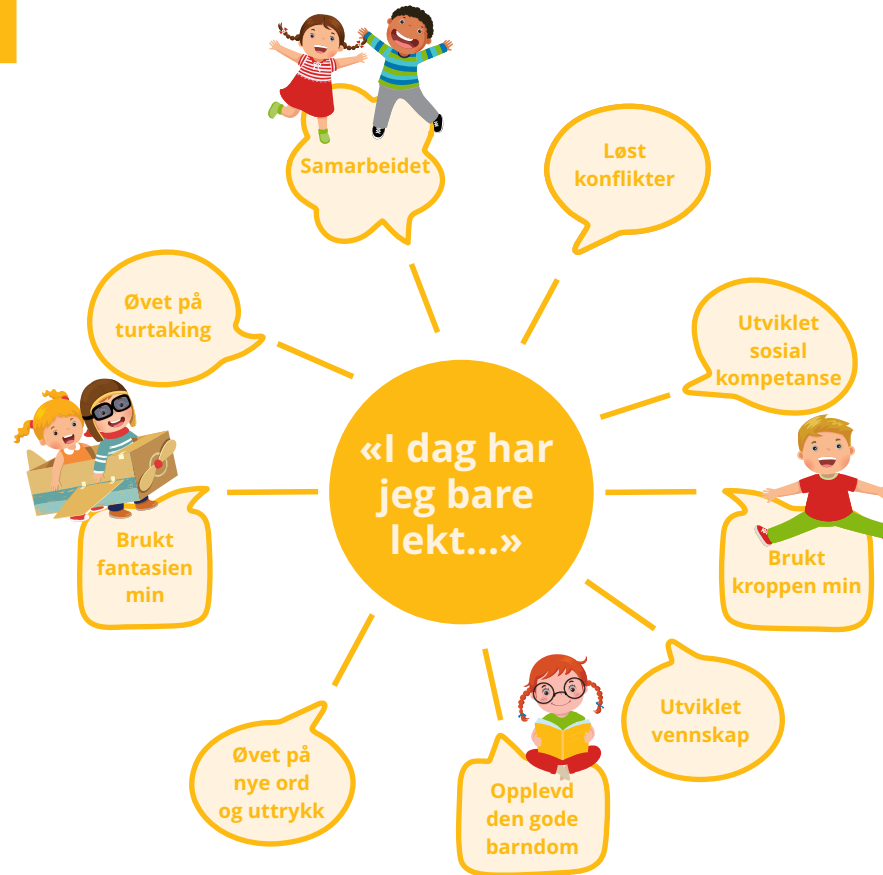 Samarbeidet
Løst
konflikter
Øvet på
turtaking
Utviklet
sosial
kompetanse
«I dag har
jeg bare
lekt...»
Brukt
fantasien
min
Brukt
kroppen min
Utviklet
vennskap
Øvet på
nye ord
og uttrykk
Opplevd
den gode
barndom